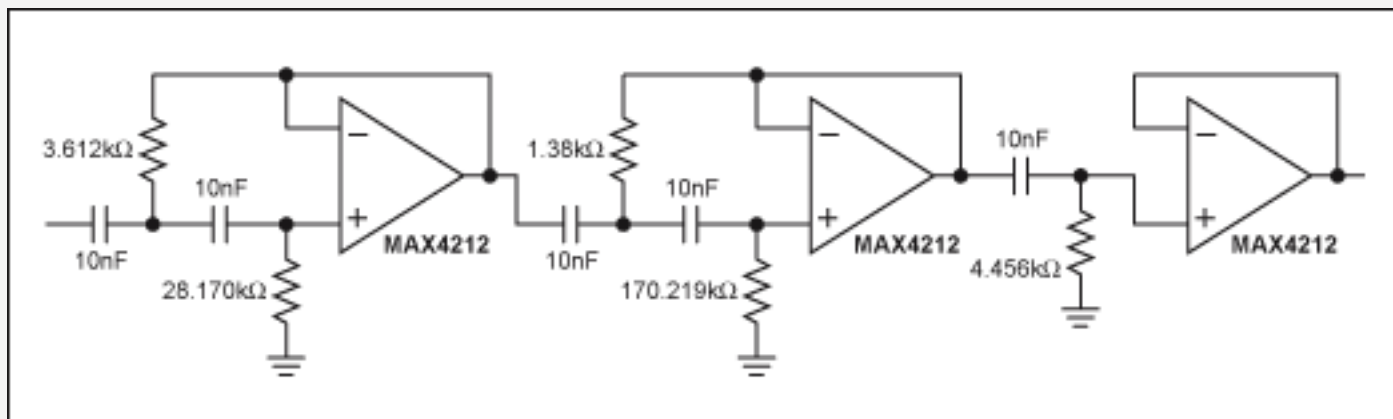 3.612kΩ
10nF
10nF
28.170kΩ
−
+
MAX4212
1.38kΩ
10nF
10nF
170.219kΩ
−
+
MAX4212
10nF
4.456kΩ
−
+
MAX4212